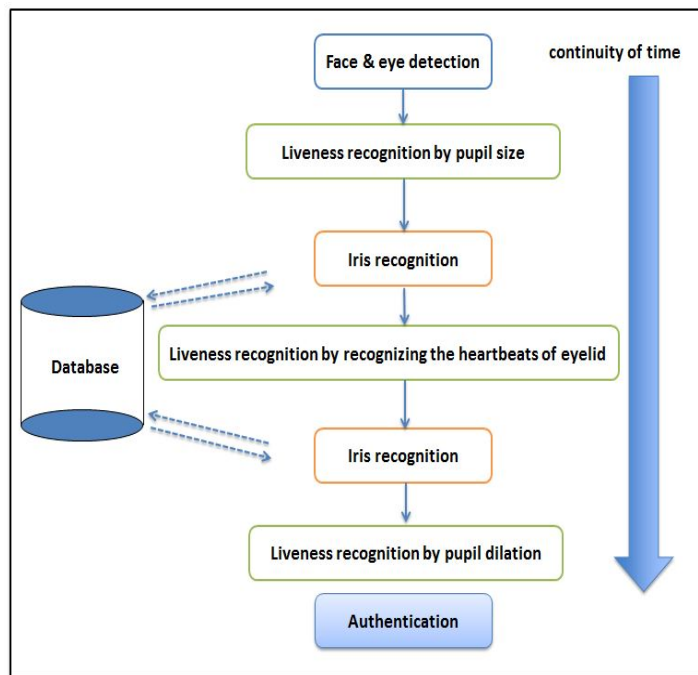 Face & eye detection
continuity of time
Liveness recognition by pupil size
Iris recognition
Database
Liveness recognition by recognizing the heartbeats of eyelid
Iris recognition
Liveness recognition by pupil dilation
Authentication